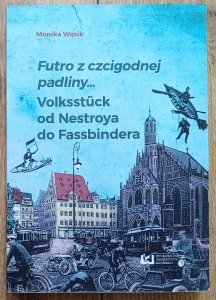 Monika Wąsik
Futro z czcigodnej
padliny...
Volksstück
od Nestroya
do Fassbindera